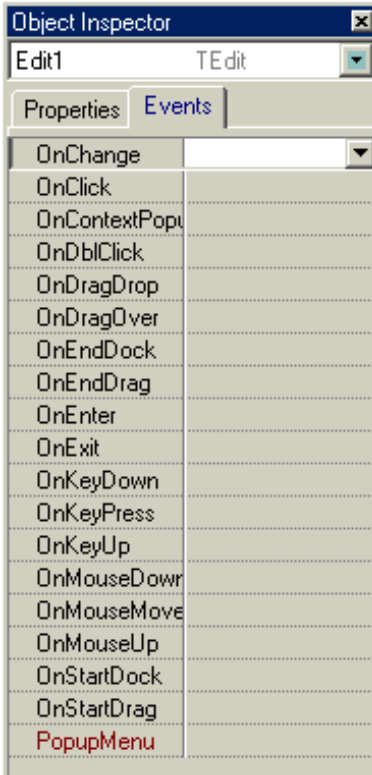 Object Inspector
Edit1 TEdit
Properties Events
OnChange
OnClick
OnContextPopu
OnDblClick
OnDragDrop
OnDragOver
OnEndDock
OnEndDrag
OnEnter
OnExit
OnKeyDown
OnKeyPress
OnKeyUp
OnMouseDown
OnMouseMove
OnMouseUp
OnStartDock
OnStartDrag
PopupMenu